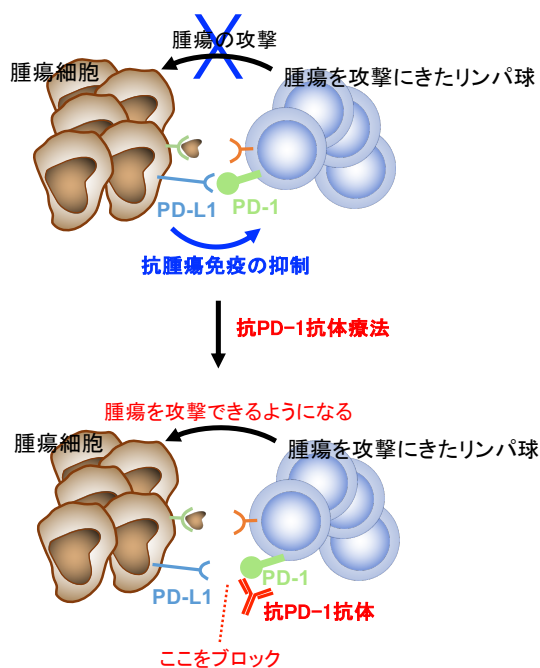 腫瘍の攻撃
腫瘍細胞
腫瘍を攻撃にきたリンパ球
PD-L1
PD-1
抗腫瘍免疫の抑制
抗PD-1抗体療法
腫瘍を攻撃できるようになる
腫瘍細胞
腫瘍を攻撃にきたリンパ球
PD-1
PD-L1
抗PD-1抗体
ここをブロック